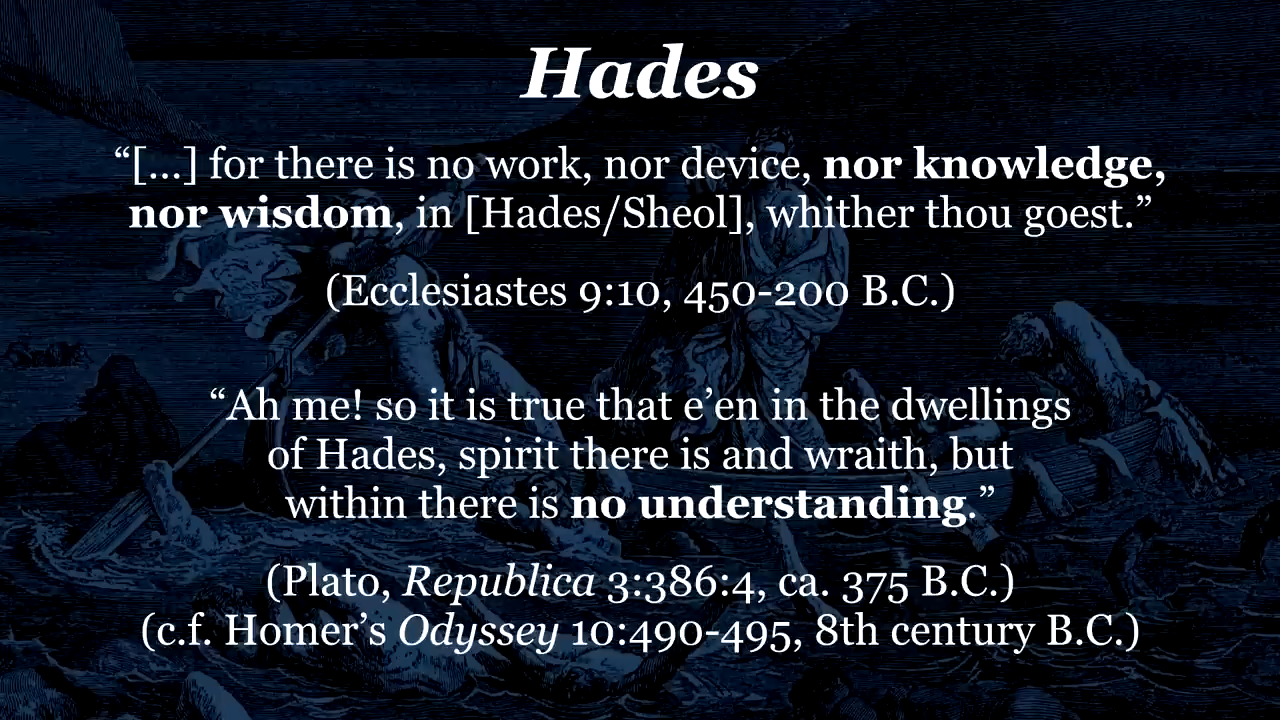 Hades
“[...] for there is no work, nor device, nor knowledge,
nor wisdom, in [Hades/Sheol], whither thou goest.”
(Ecclesiastes 9:10, 450-200 B.C.)
“Ah me! so it is true that e’en in the dwellings
of Hades, spirit there is and wraith, but
within there is no understanding.”
(Plato, Republica 3:386:4, ca. 375 B.C.)
(c.f. Homer’s Odyssey 10:490-495, 8th century B.C.)